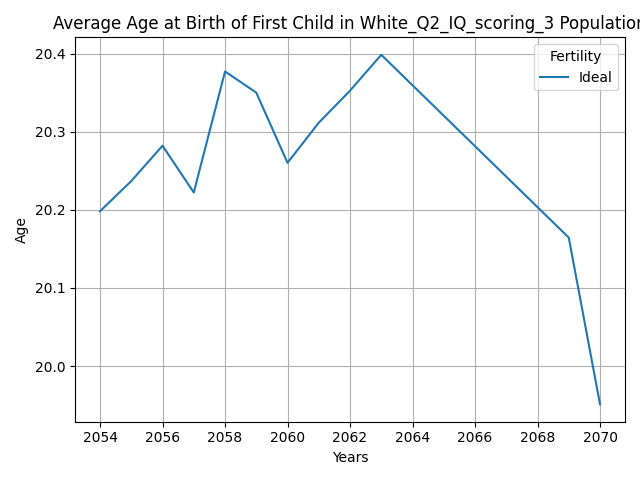 Average Age at Birth of First Child in White_Q2_IQ_scoring_3 Population
Fertility
Ideal
20.4
20.3
20.2
20.1
20.0
Age
2054 2056 2058 2060 2062 2064 2066 2068 2070
Years